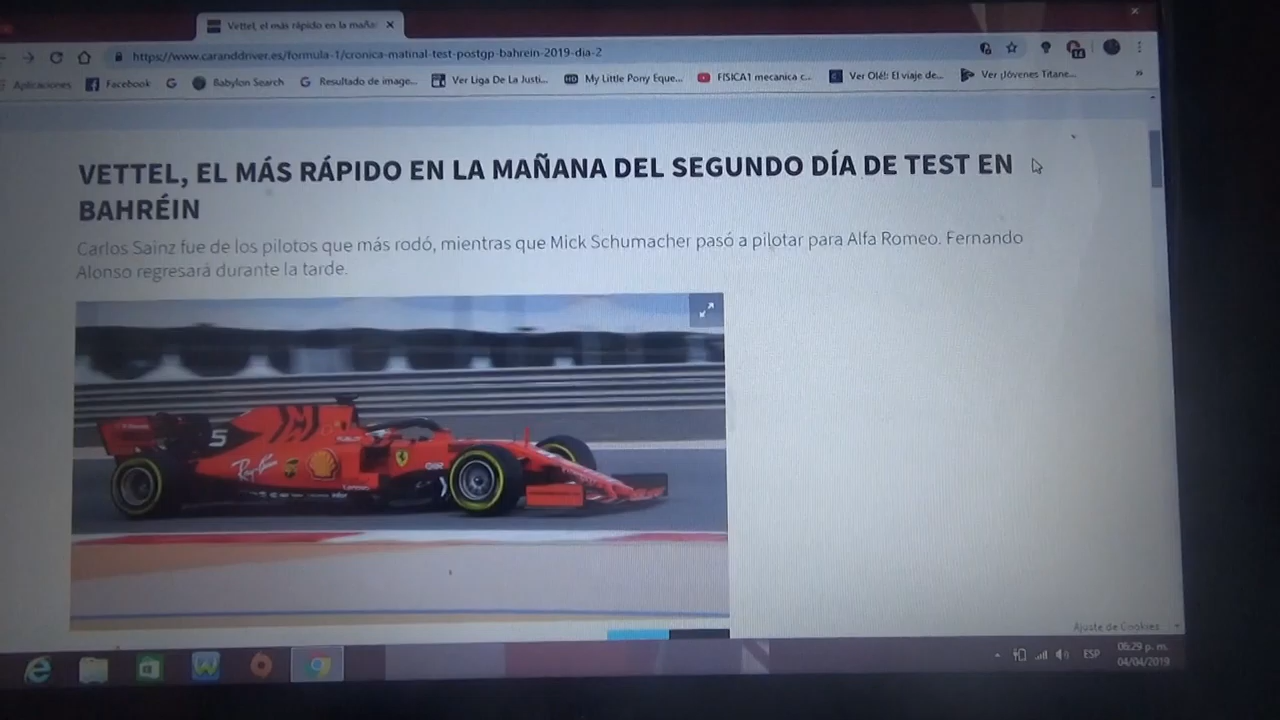 Vettel, el más rápido en la mañan
https://www.caranddriver.es/formula-1/cronica-matinal-test-postgp-bahrein-2019-dia-2
Aplicaciones Facebook Babylon Search Resultado de image... Ver Liga De La Justi... My Little Pony Eque... FISICA1 mecanica c... Ver Olé!: El viaje de... Ver ¡Jóvenes Titane...
VETTEL, EL MÁS RÁPIDO EN LA MAÑANA DEL SEGUNDO DÍA DE TEST EN
BAHRÉIN
Carlos Sainz fue de los pilotos que más rodó, mientras que Mick Schumacher pasó a pilotar para Alfa Romeo. Fernando
Alonso regresará durante la tarde.
5
Ray-Ban
Ajuste de Cookies
ESP
06:29 p. m.
04/04/2019